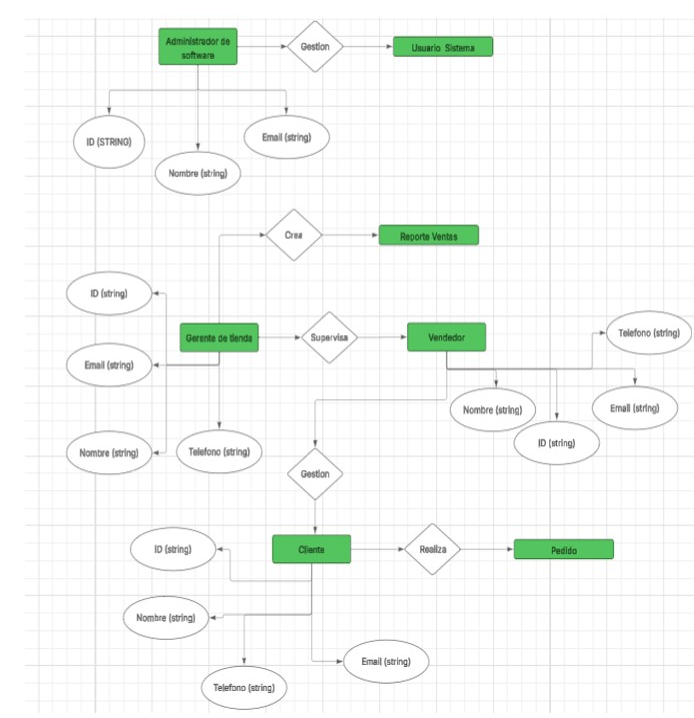 Administrador de
software
Gestion
Usuario Sistema
ID (STRING)
Email (string)
Nombre (string)
Crea
Reporte Ventas
ID (string)
Gerente de tienda
Supervisa
Vendedor
Telefono (string)
Email (string)
Nombre (string)
Email (string)
ID (string)
Nombre (string)
Telefono (string)
Gestion
ID (string)
Cliente
Realiza
Pedido
Nombre (string)
Email (string)
Telefono (string)